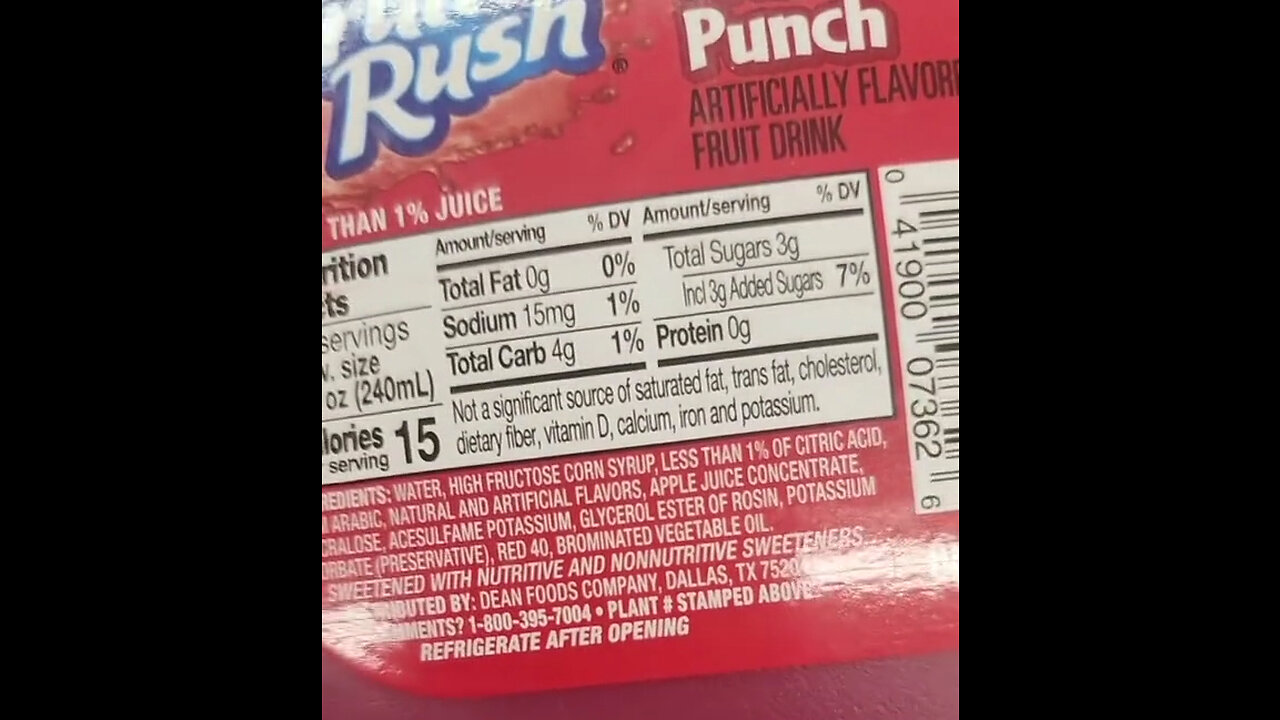 Rush®
Punch
ARTIFICIALLY FLAVOR
FRUIT DRINK
THAN 1% JUICE
Amount/serving % DV Amount/serving % DV
Total Fat 0g 0% Total Sugars 3g
Sodium 15mg 1% Incl 3g Added Sugars 7%
Total Carb 4g 1% Protein 0g
servings
size
oz (240mL)
15
serving
Not a significant source of saturated fat, trans fat, cholesterol,
dietary fiber, vitamin D, calcium, iron and potassium.
WATER, HIGH FRUCTOSE CORN SYRUP, LESS THAN 1% OF CITRIC ACID,
ARABIC, NATURAL AND ARTIFICIAL FLAVORS, APPLE JUICE CONCENTRATE,
ACESULFAME POTASSIUM, GLYCEROL ESTER OF ROSIN, POTASSIUM
(PRESERVATIVE), RED 40, BROMINATED VEGETABLE OIL.
SWEETENED WITH NUTRITIVE AND NONNUTRITIVE SWEETENERS.
BY: DEAN FOODS COMPANY, DALLAS, TX 7520
1-800-395-7004 • PLANT # STAMPED ABOVE
REFRIGERATE AFTER OPENING
0 41900 07362 6